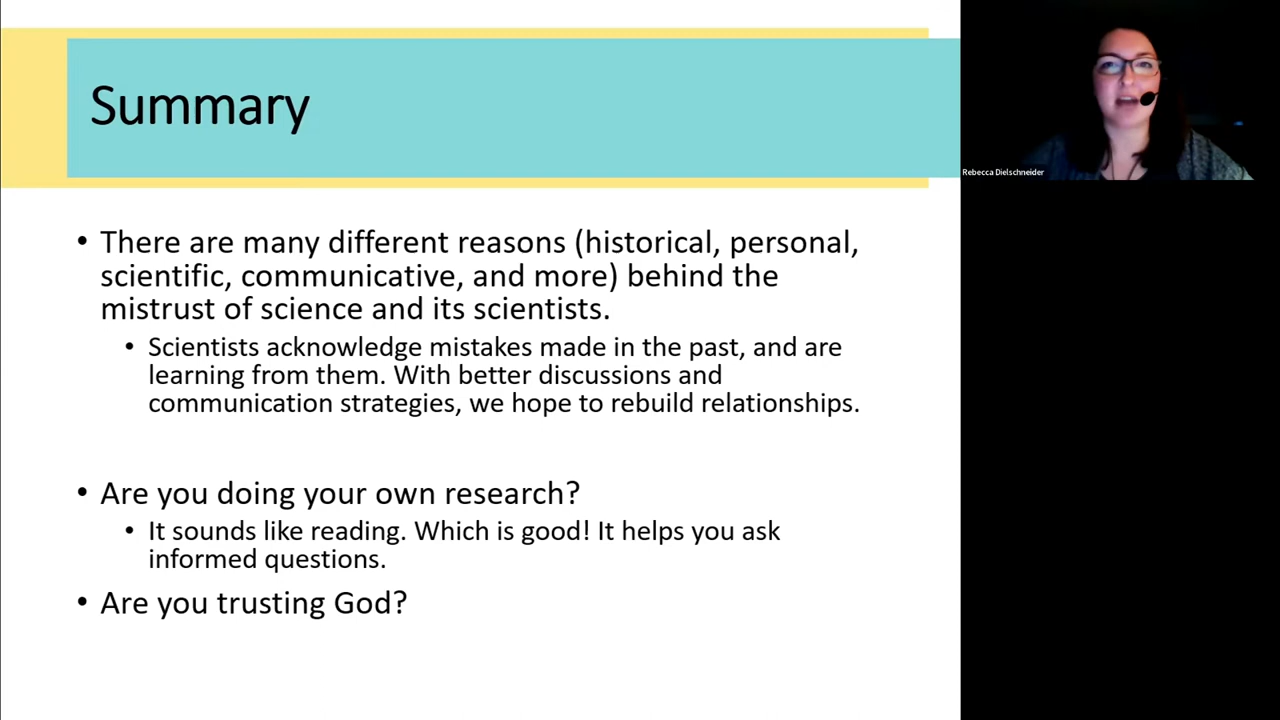 Summary
• There are many different reasons (historical, personal,
scientific, communicative, and more) behind the
mistrust of science and its scientists.
• Scientists acknowledge mistakes made in the past, and are
learning from them. With better discussions and
communication strategies, we hope to rebuild relationships.
• Are you doing your own research?
• It sounds like reading. Which is good! It helps you ask
informed questions.
• Are you trusting God?
Rebecca Dielschneider